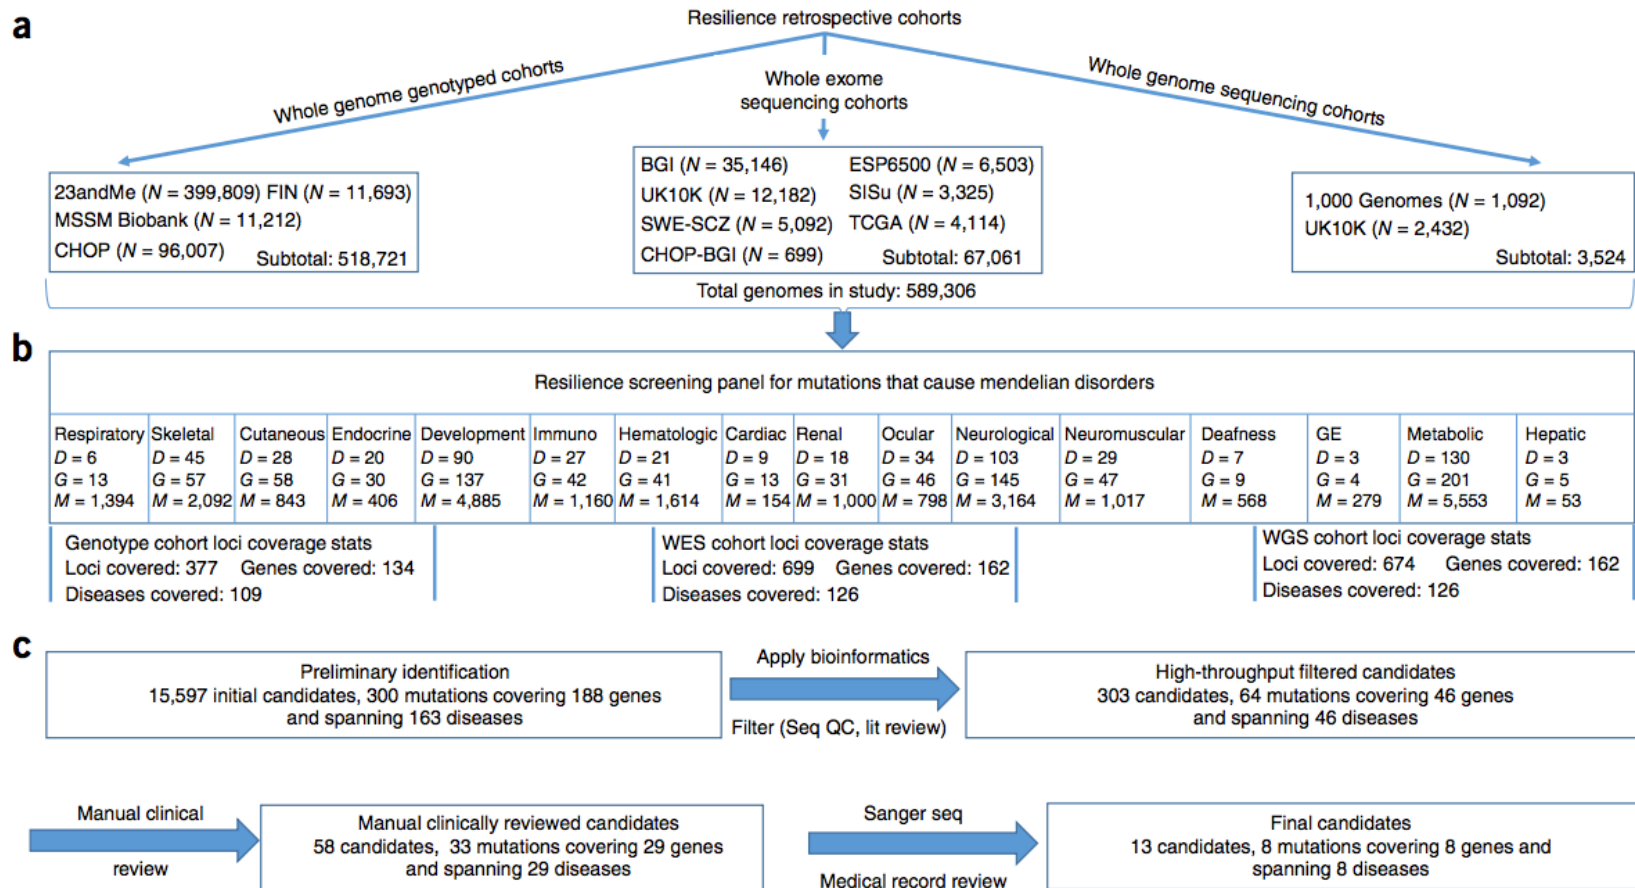 a
Resilience retrospective cohorts
Whole genome genotyped cohorts
Whole exome
sequencing cohorts
Whole genome sequencing cohorts
23andMe (N = 399,809) FIN (N = 11,693)
MSSM Biobank (N = 11,212)
CHOP (N = 96,007) Subtotal: 518,721
BGI (N = 35,146) ESP6500 (N = 6,503)
UK10K (N = 12,182) SISu (N = 3,325)
SWE-SCZ (N = 5,092) TCGA (N = 4,114)
CHOP-BGI (N = 699) Subtotal: 67,061
1,000 Genomes (N = 1,092)
UK10K (N = 2,432)
Subtotal: 3,524
Total genomes in study: 589,306
b
Resilience screening panel for mutations that cause mendelian disorders
Respiratory Skeletal Cutaneous Endocrine Development Immuno Hematologic Cardiac Renal Ocular Neurological Neuromuscular Deafness GE Metabolic Hepatic
D = 6 D = 45 D = 28 D = 20 D = 90 D = 27 D = 21 D = 9 D = 18 D = 34 D = 103 D = 29 D = 7 D = 3 D = 130 D = 3
G = 13 G = 57 G = 58 G = 30 G = 137 G = 42 G = 41 G = 13 G = 31 G = 46 G = 145 G = 47 G = 9 G = 4 G = 201 G = 5
M = 1,394 M = 2,092 M = 843 M = 406 M = 4,885 M = 1,160 M = 1,614 M = 154 M = 1,000 M = 798 M = 3,164 M = 1,017 M = 568 M = 279 M = 5,553 M = 53
Genotype cohort loci coverage stats
Loci covered: 377 Genes covered: 134
Diseases covered: 109
WES cohort loci coverage stats
Loci covered: 699 Genes covered: 162
Diseases covered: 126
WGS cohort loci coverage stats
Loci covered: 674 Genes covered: 162
Diseases covered: 126
c
Preliminary identification
15,597 initial candidates, 300 mutations covering 188 genes
and spanning 163 diseases
Apply bioinformatics
Filter (Seq QC, lit review)
High-throughput filtered candidates
303 candidates, 64 mutations covering 46 genes
and spanning 46 diseases
Manual clinical
review
Manual clinically reviewed candidates
58 candidates, 33 mutations covering 29 genes
and spanning 29 diseases
Sanger seq
Medical record review
Final candidates
13 candidates, 8 mutations covering 8 genes and
spanning 8 diseases